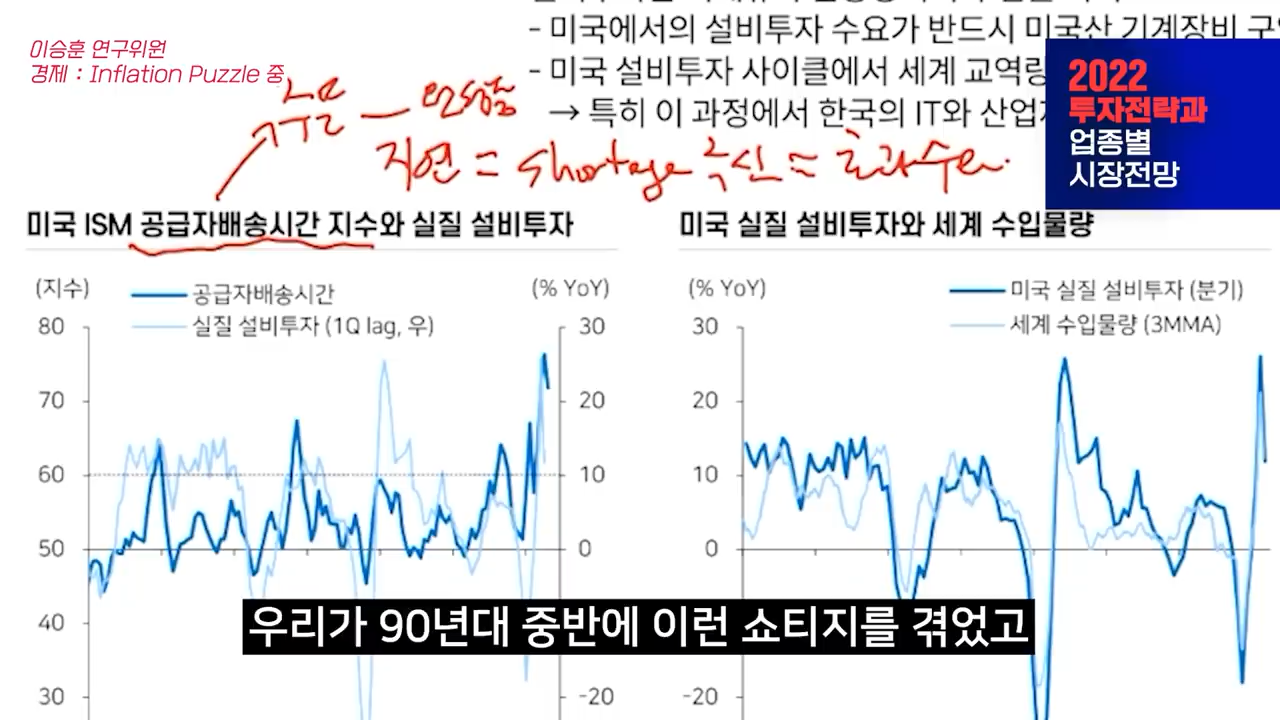 - 미국에서의 설비투자 수요가 반드시 미국산 기계장비 구
이승훈 연구위원
경제 : Inflation Puzzle 중
- 미국 설비투자 사이클에서 세계 교역량
→ 특히 이 과정에서 한국의 IT와 산업
2022
투자전략과
업종별
시장전망
지연 = shortage 극심 = 초과수요.
미국 ISM 공급자배송시간 지수와 실질 설비투자
(지수)
(% YoY)
공급자배송시간
실질 설비투자 (1Q lag, 우)
80
70
60
50
40
30
30
20
10
0
-20
미국 실질 설비투자와 세계 수입물량
(% YoY)
미국 실질 설비투자 (분기)
세계 수입물량 (3MMA)
30
20
10
0
-20
우리가 90년대 중반에 이런 쇼티지를 겪었고